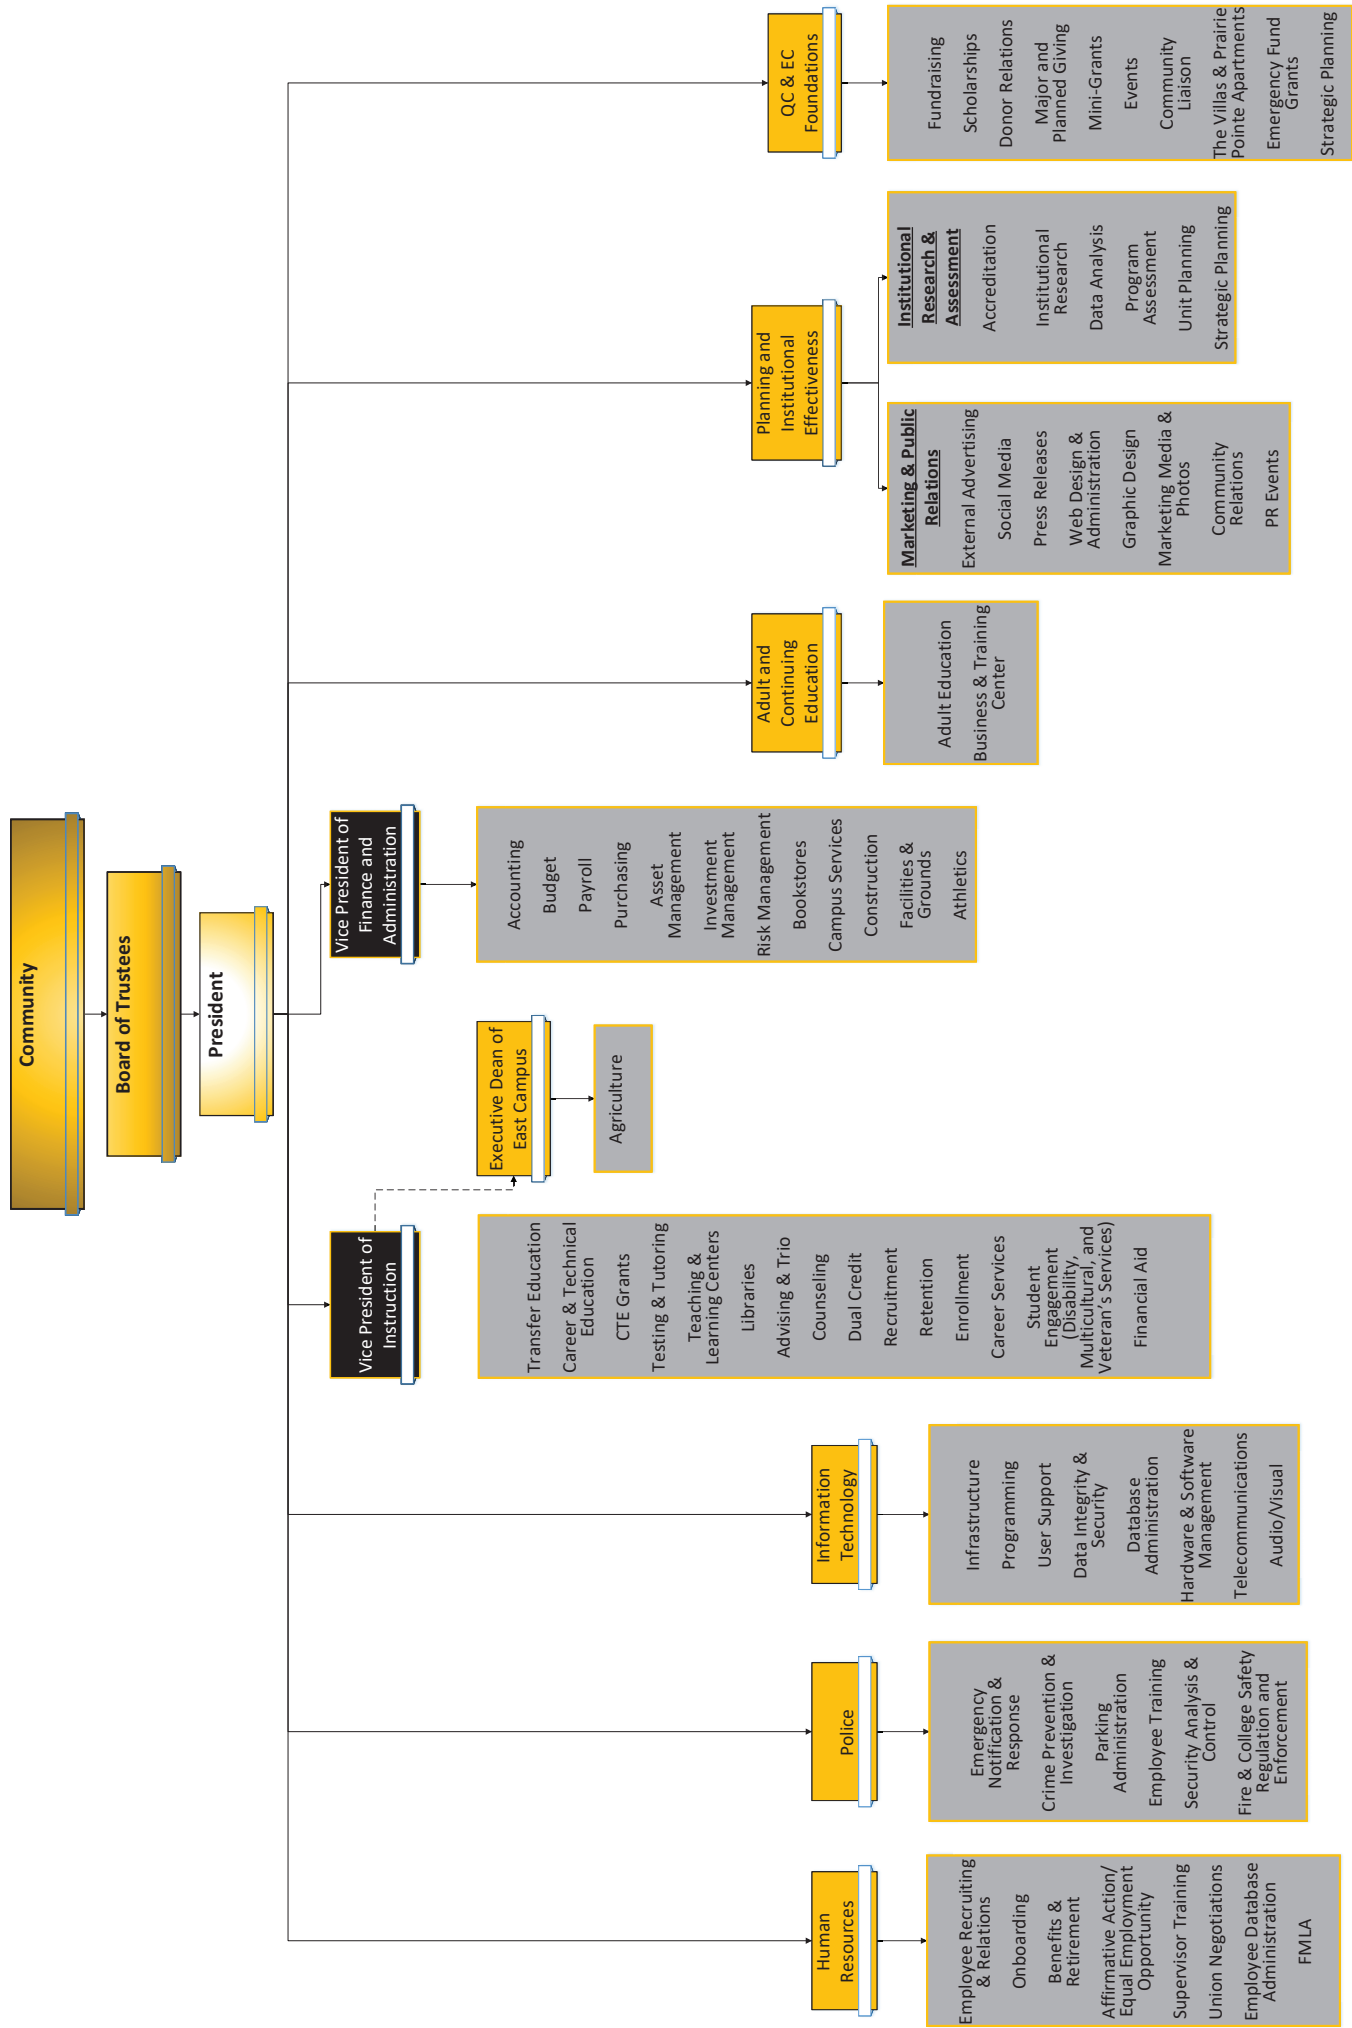 Community
Board of Trustees
President
Vice President of
Instruction
Vice President of
Finance and
Administration
Executive Dean of
East Campus
Agriculture
Human
Resources
Police
Information
Technology
Adult and
Continuing
Education
Planning and
Institutional
Effectiveness
QC & EC
Foundations
Employee Recruiting
& Relations
Onboarding
Benefits &
Retirement
Affirmative Action/
Equal Employment
Opportunity
Supervisor Training
Union Negotiations
Employee Database
Administration
FMLA
Emergency
Notification &
Response
Crime Prevention &
Investigation
Parking
Administration
Employee Training
Security Analysis &
Control
Fire & College Safety
Regulation and
Enforcement
Infrastructure
Programming
User Support
Data Integrity &
Security
Database
Administration
Hardware & Software
Management
Telecommunications
Audio/Visual
Transfer Education
Career & Technical
Education
CTE Grants
Testing & Tutoring
Teaching &
Learning Centers
Libraries
Advising & Trio
Counseling
Dual Credit
Recruitment
Retention
Enrollment
Career Services
Student
Engagement
(Disability,
Multicultural, and
Veteran's Services)
Financial Aid
Accounting
Budget
Payroll
Purchasing
Asset
Management
Investment
Management
Risk Management
Bookstores
Campus Services
Construction
Facilities &
Grounds
Athletics
Adult Education
Business & Training
Center
Marketing & Public
Relations
External Advertising
Social Media
Press Releases
Web Design &
Administration
Graphic Design
Marketing Media &
Photos
Community
Relations
PR Events
Institutional
Research &
Assessment
Accreditation
Institutional
Research
Data Analysis
Program
Assessment
Unit Planning
Strategic Planning
Fundraising
Scholarships
Donor Relations
Major and
Planned Giving
Mini-Grants
Events
Community
Liaison
The Villas & Prairie
Pointe Apartments
Emergency Fund
Grants
Strategic Planning